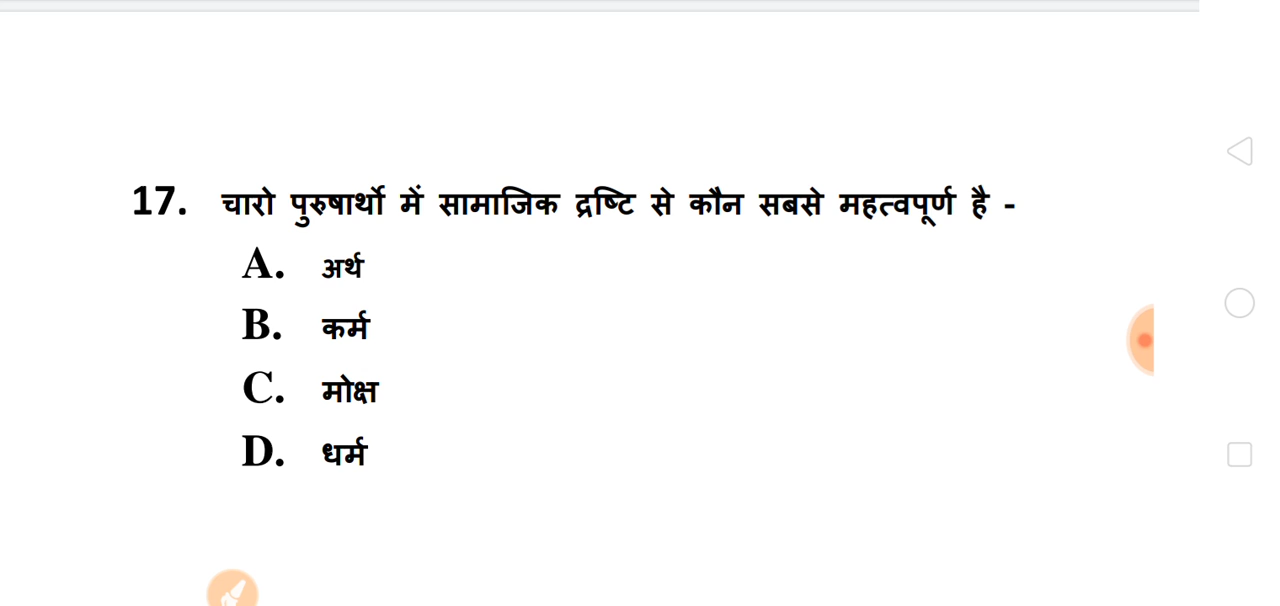 17. चारो पुरुषार्थो में सामाजिक द्रष्टि से कौन सबसे महत्वपूर्ण है -
A. अर्थ
B. कर्म
C. मोक्ष
D. धर्म